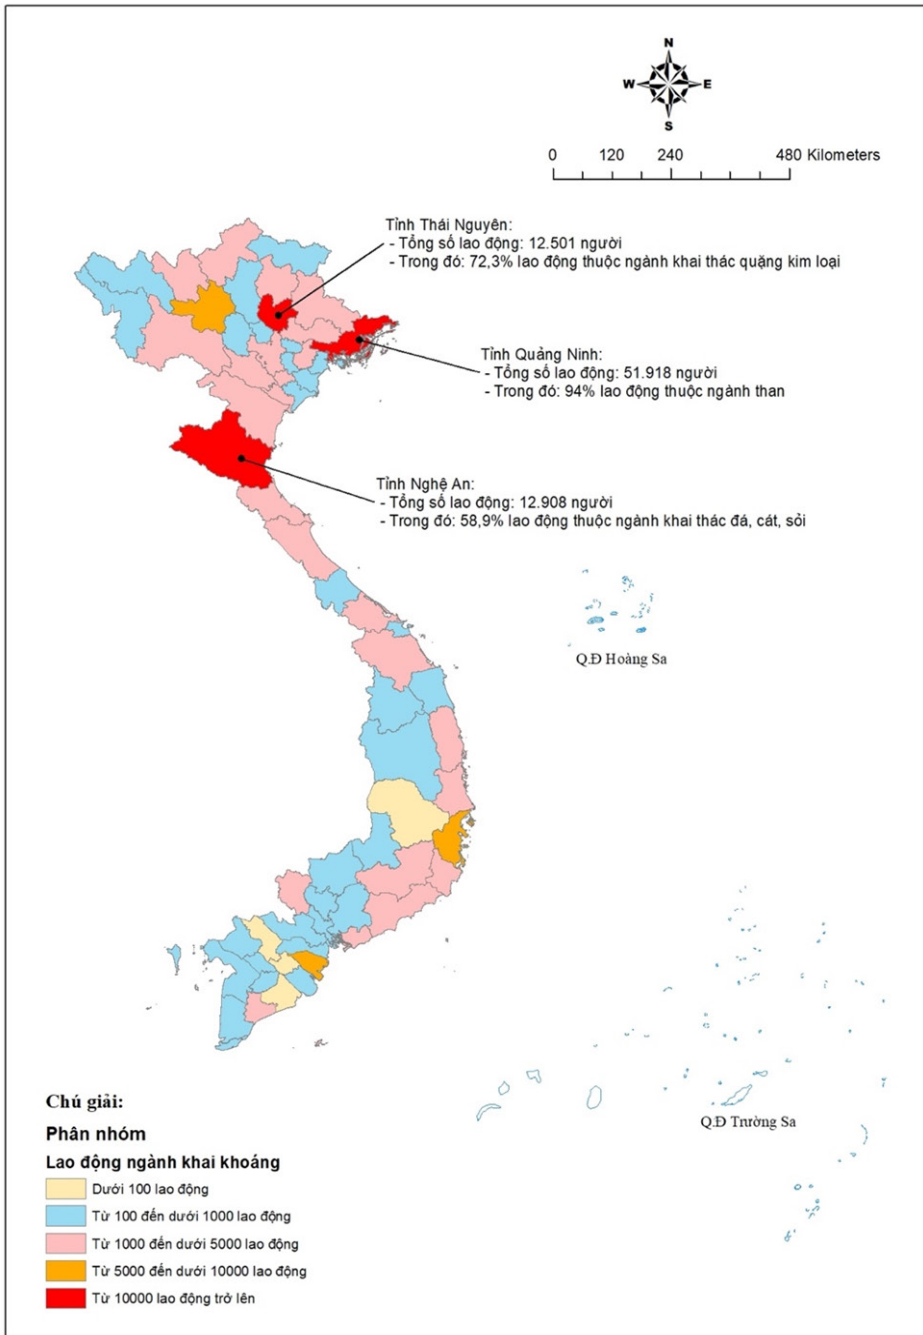 N
W E
S
0 120 240 480 Kilometers
Tỉnh Thái Nguyên:
- Tổng số lao động: 12.501 người
- Trong đó: 72,3% lao động thuộc ngành khai thác quặng kim loại
Tỉnh Quảng Ninh:
- Tổng số lao động: 51.918 người
- Trong đó: 94% lao động thuộc ngành than
Tỉnh Nghệ An:
- Tổng số lao động: 12.908 người
- Trong đó: 58,9% lao động thuộc ngành khai thác đá, cát, sỏi
Q.Đ Hoàng Sa
Q.Đ Trường Sa
Chú giải:
Phân nhóm
Lao động ngành khai khoáng
Dưới 100 lao động
Từ 100 đến dưới 1000 lao động
Từ 1000 đến dưới 5000 lao động
Từ 5000 đến dưới 10000 lao động
Từ 10000 lao động trở lên